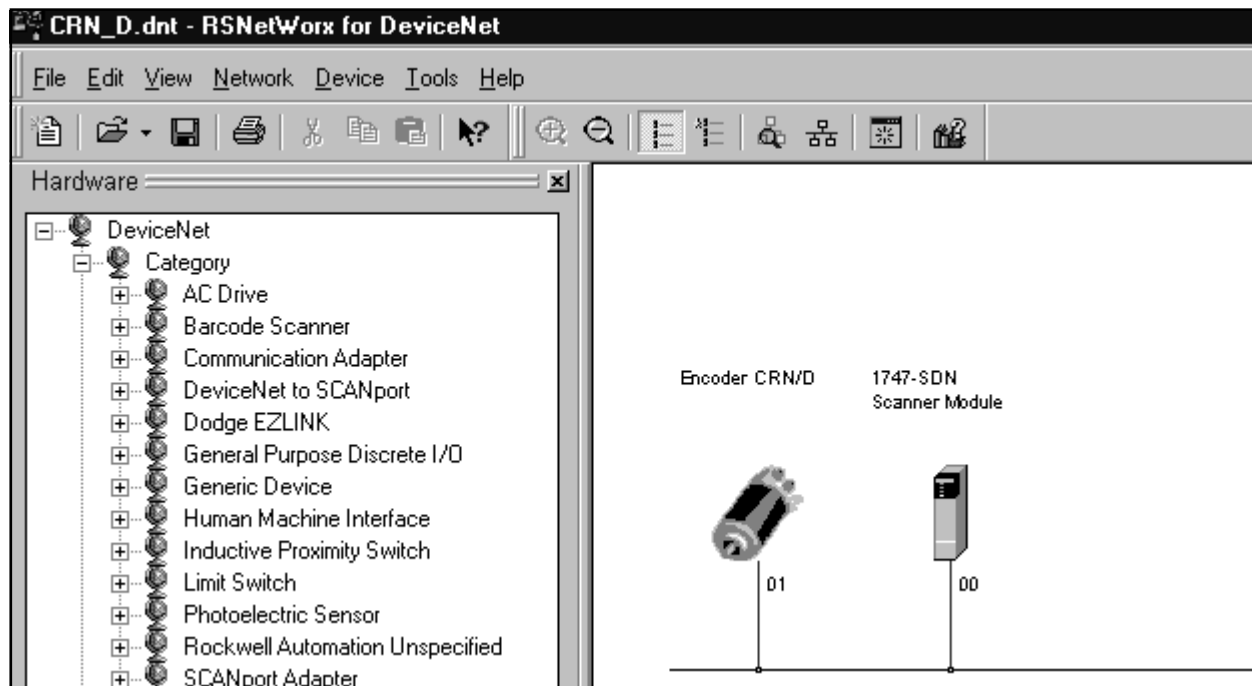 CRN_D.dnt - RSNetWorx for DeviceNet
File Edit View Network Device Tools Help
Hardware
DeviceNet
Category
AC Drive
Barcode Scanner
Communication Adapter
DeviceNet to SCANport
Dodge EZLINK
General Purpose Discrete I/O
Generic Device
Human Machine Interface
Inductive Proximity Switch
Limit Switch
Photoelectric Sensor
Rockwell Automation Unspecified
SCANport Adapter
Encoder CRN/D
1747-SDN
Scanner Module
01
00